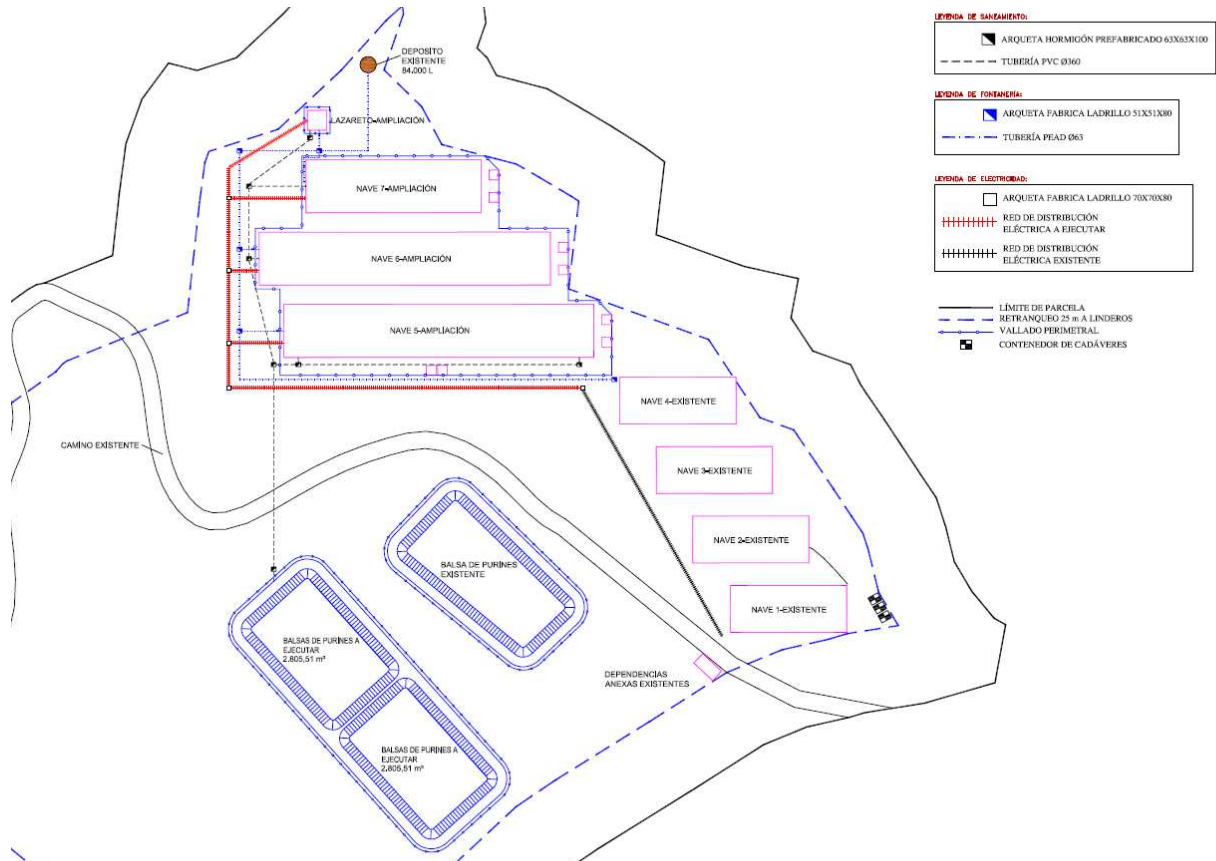 DEPOSITO
EXISTENTE
84.000 L
LAZARETO-AMPLIACIÓN
NAVE 7-AMPLIACIÓN
NAVE 6-AMPLIACIÓN
NAVE 5-AMPLIACIÓN
NAVE 4-EXISTENTE
CAMINO EXISTENTE
NAVE 3-EXISTENTE
NAVE 2-EXISTENTE
BALSA DE PURINES
EXISTENTE
NAVE 1-EXISTENTE
BALSAS DE PURINES A
EJECUTAR
2.805,51 m³
DEPENDENCIAS
ANEXAS EXISTENTES
BALSAS DE PURINES A
EJECUTAR
2.805,51 m³
LEYENDA DE SANEAMIENTO:
ARQUETA HORMIGÓN PREFABRICADO 63X63X100
TUBERÍA PVC Ø360
LEYENDA DE FONTANERIA:
ARQUETA FABRICA LADRILLO 51X51X80
TUBERÍA PEAD Ø63
LEYENDA DE ELECTRICIDAD:
ARQUETA FABRICA LADRILLO 70X70X80
RED DE DISTRIBUCIÓN
ELÉCTRICA A EJECUTAR
RED DE DISTRIBUCIÓN
ELÉCTRICA EXISTENTE
LÍMITE DE PARCELA
RETRANQUEO 25 m A LINDEROS
VALLADO PERIMETRAL
CONTENEDOR DE CADÁVERES